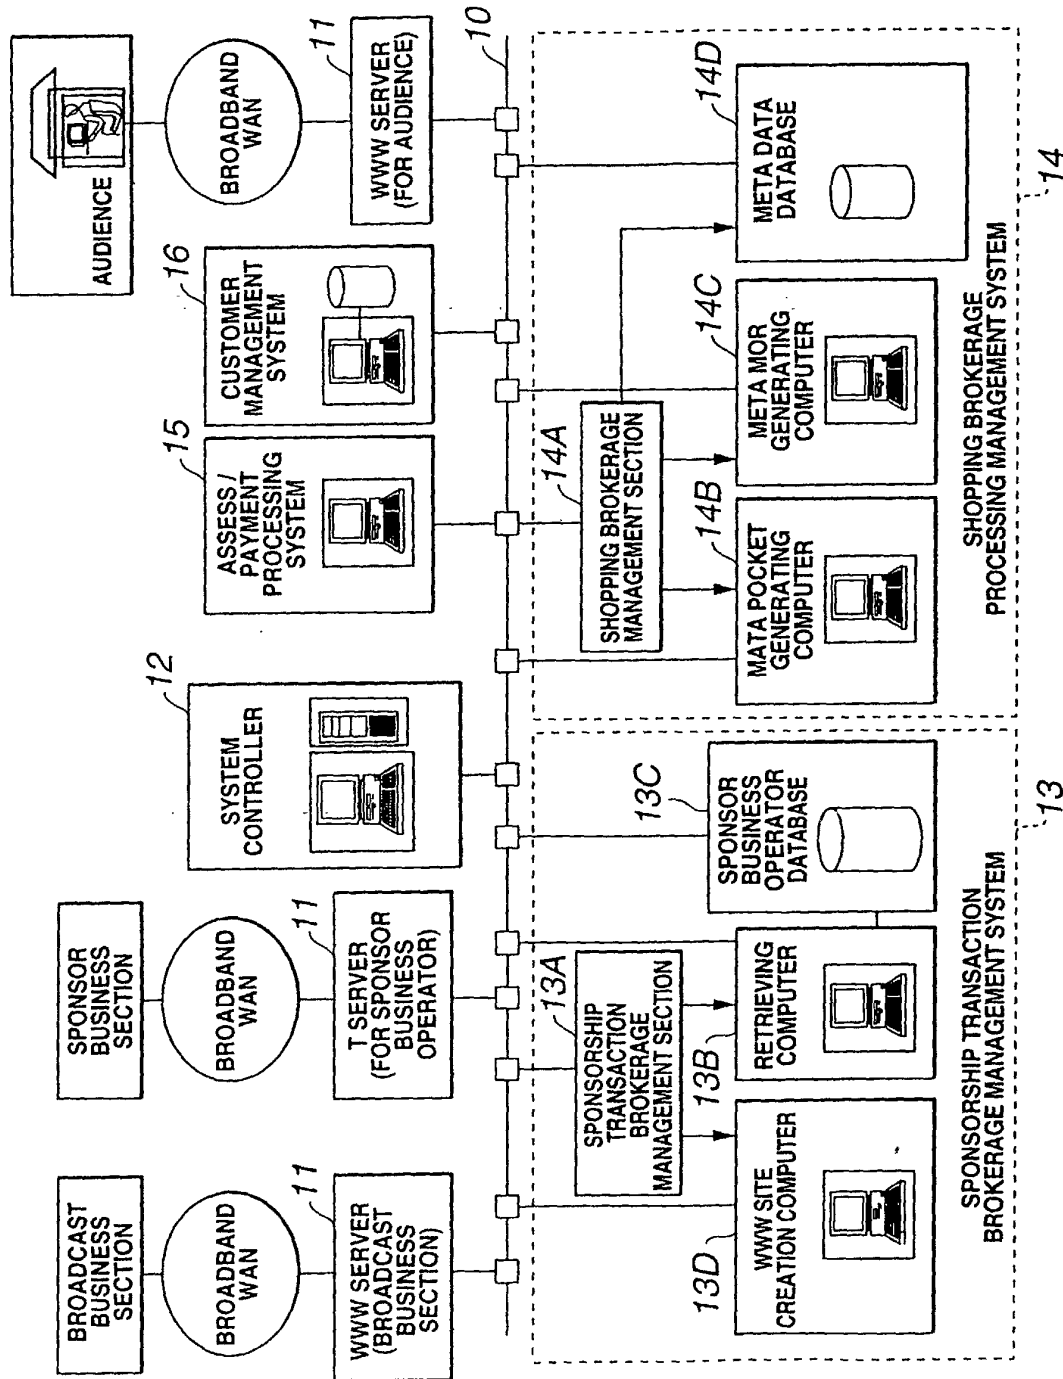 BROADCAST
BUSINESS
SECTION
BROADBAND
WAN
11
WWW SERVER
(BROADCAST
BUSINESS
SECTION)
SPONSOR
BUSINESS
SECTION
BROADBAND
WAN
11
T SERVER
(FOR SPONSOR
BUSINESS
OPERATOR)
12
SYSTEM
CONTROLLER
15
ASSESS /
PAYMENT
PROCESSING
SYSTEM
16
CUSTOMER
MANAGEMENT
SYSTEM
AUDIENCE
BROADBAND
WAN
11
WWW SERVER
(FOR AUDIENCE)
10
13A
SPONSORSHIP
TRANSACTION
BROKERAGE
MANAGEMENT SECTION
13D
WWW SITE
CREATION COMPUTER
13B
RETRIEVING
COMPUTER
13C
SPONSOR
BUSINESS
OPERATOR
DATABASE
SPONSORSHIP TRANSACTION
BROKERAGE MANAGEMENT SYSTEM
13
14A
SHOPPING BROKERAGE
MANAGEMENT SECTION
14B
MATA POCKET
GENERATING
COMPUTER
14C
META MOR
GENERATING
COMPUTER
14D
META DATA
DATABASE
SHOPPING BROKERAGE
PROCESSING MANAGEMENT SYSTEM
14